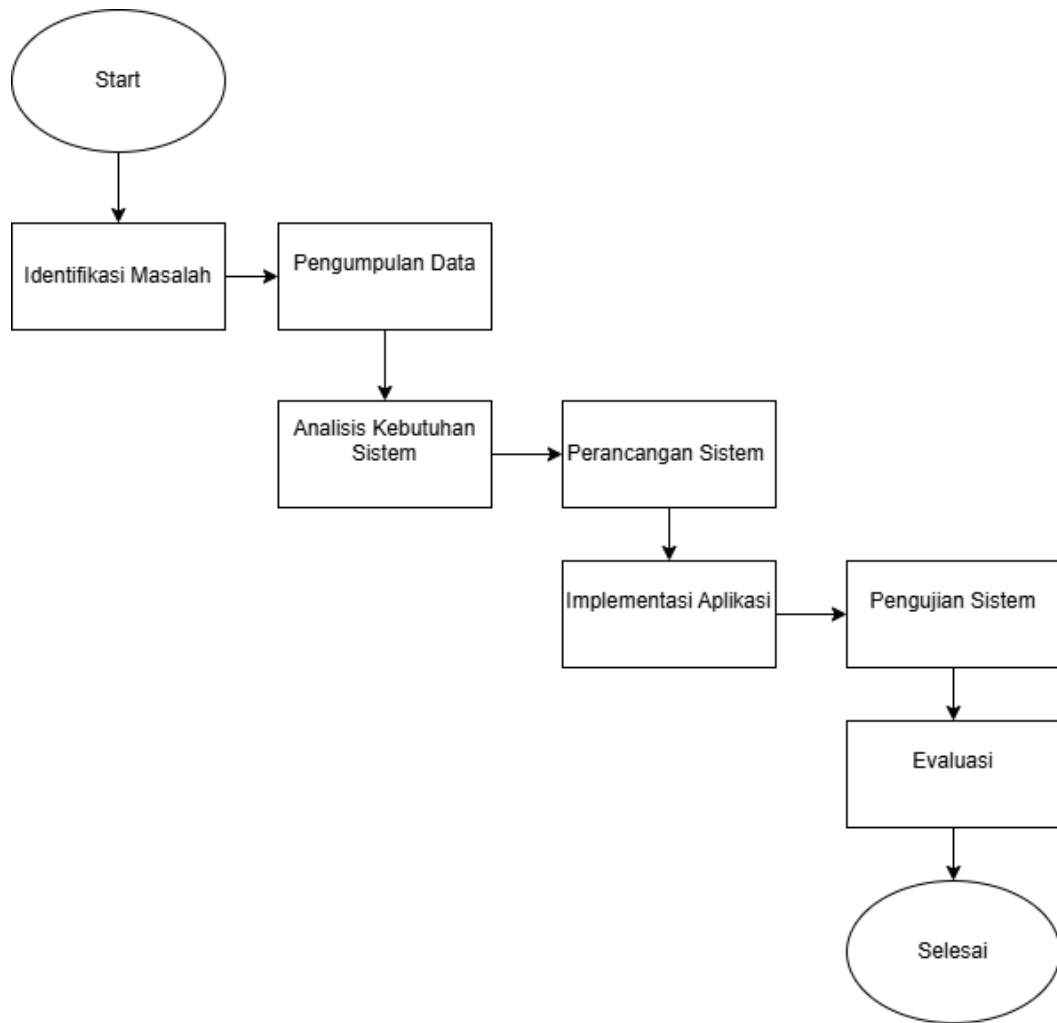 Start
Identifikasi Masalah
Pengumpulan Data
Analisis Kebutuhan
Sistem
Perancangan Sistem
Implementasi Aplikasi
Pengujian Sistem
Evaluasi
Selesai